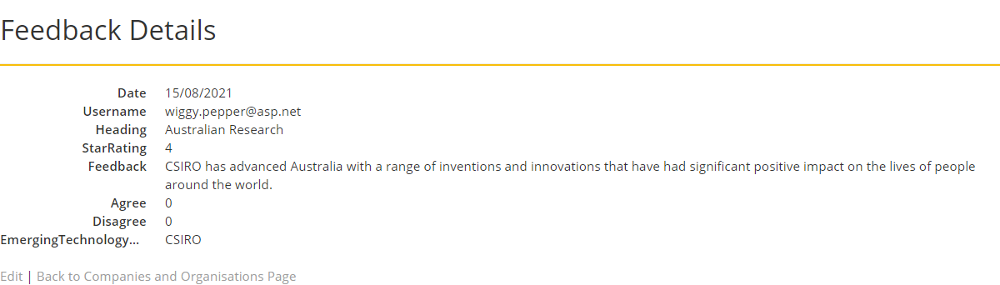 Feedback Details
Date 15/08/2021
Username wiggy.pepper@asp.net
Heading Australian Research
StarRating 4
Feedback CSIRO has advanced Australia with a range of inventions and innovations that have had significant positive impact on the lives of people
around the world.
Agree 0
Disagree 0
EmergingTechnology... CSIRO
Edit | Back to Companies and Organisations Page